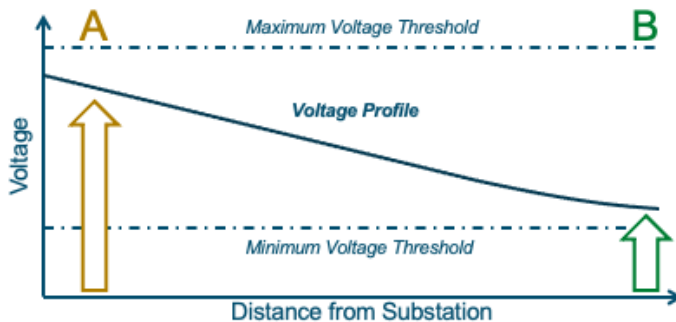 A
Maximum Voltage Threshold
B
Voltage Profile
Voltage
Minimum Voltage Threshold
Distance from Substation